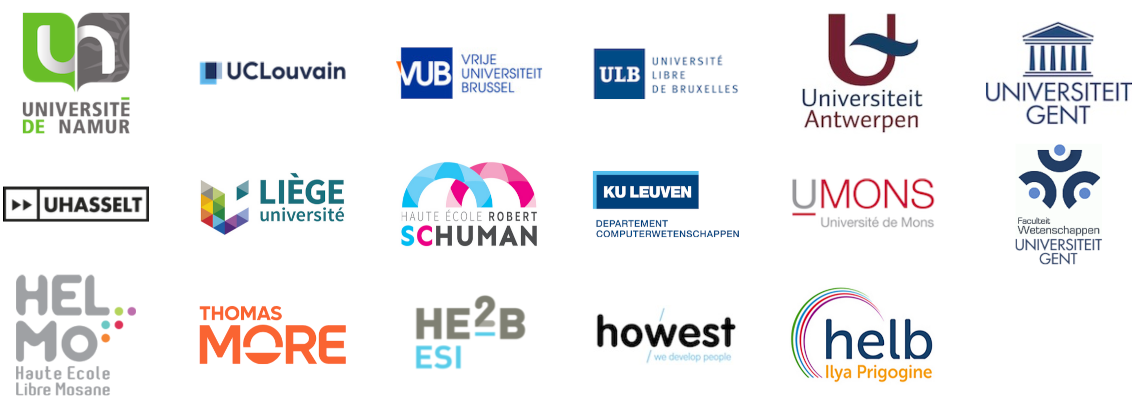 un
UNIVERSITÉ
DE NAMUR
UCLouvain
VUB
VRIJE
UNIVERSITEIT
BRUSSEL
ULB
UNIVERSITÉ
LIBRE
DE BRUXELLES
U
Universiteit
Antwerpen
UNIVERSITEIT
GENT
UHASSELT
LIÈGE
université
HAUTE ÉCOLE ROBERT
SCHUMAN
KU LEUVEN
DEPARTEMENT
COMPUTERWETENSCHAPPEN
UMONS
Université de Mons
Faculteit
Wetenschappen
UNIVERSITEIT
GENT
HEL
MO
Haute Ecole
Libre Mosane
THOMAS
MORE
HE2B
ESI
howest
we develop people
helb
Ilya Prigogine